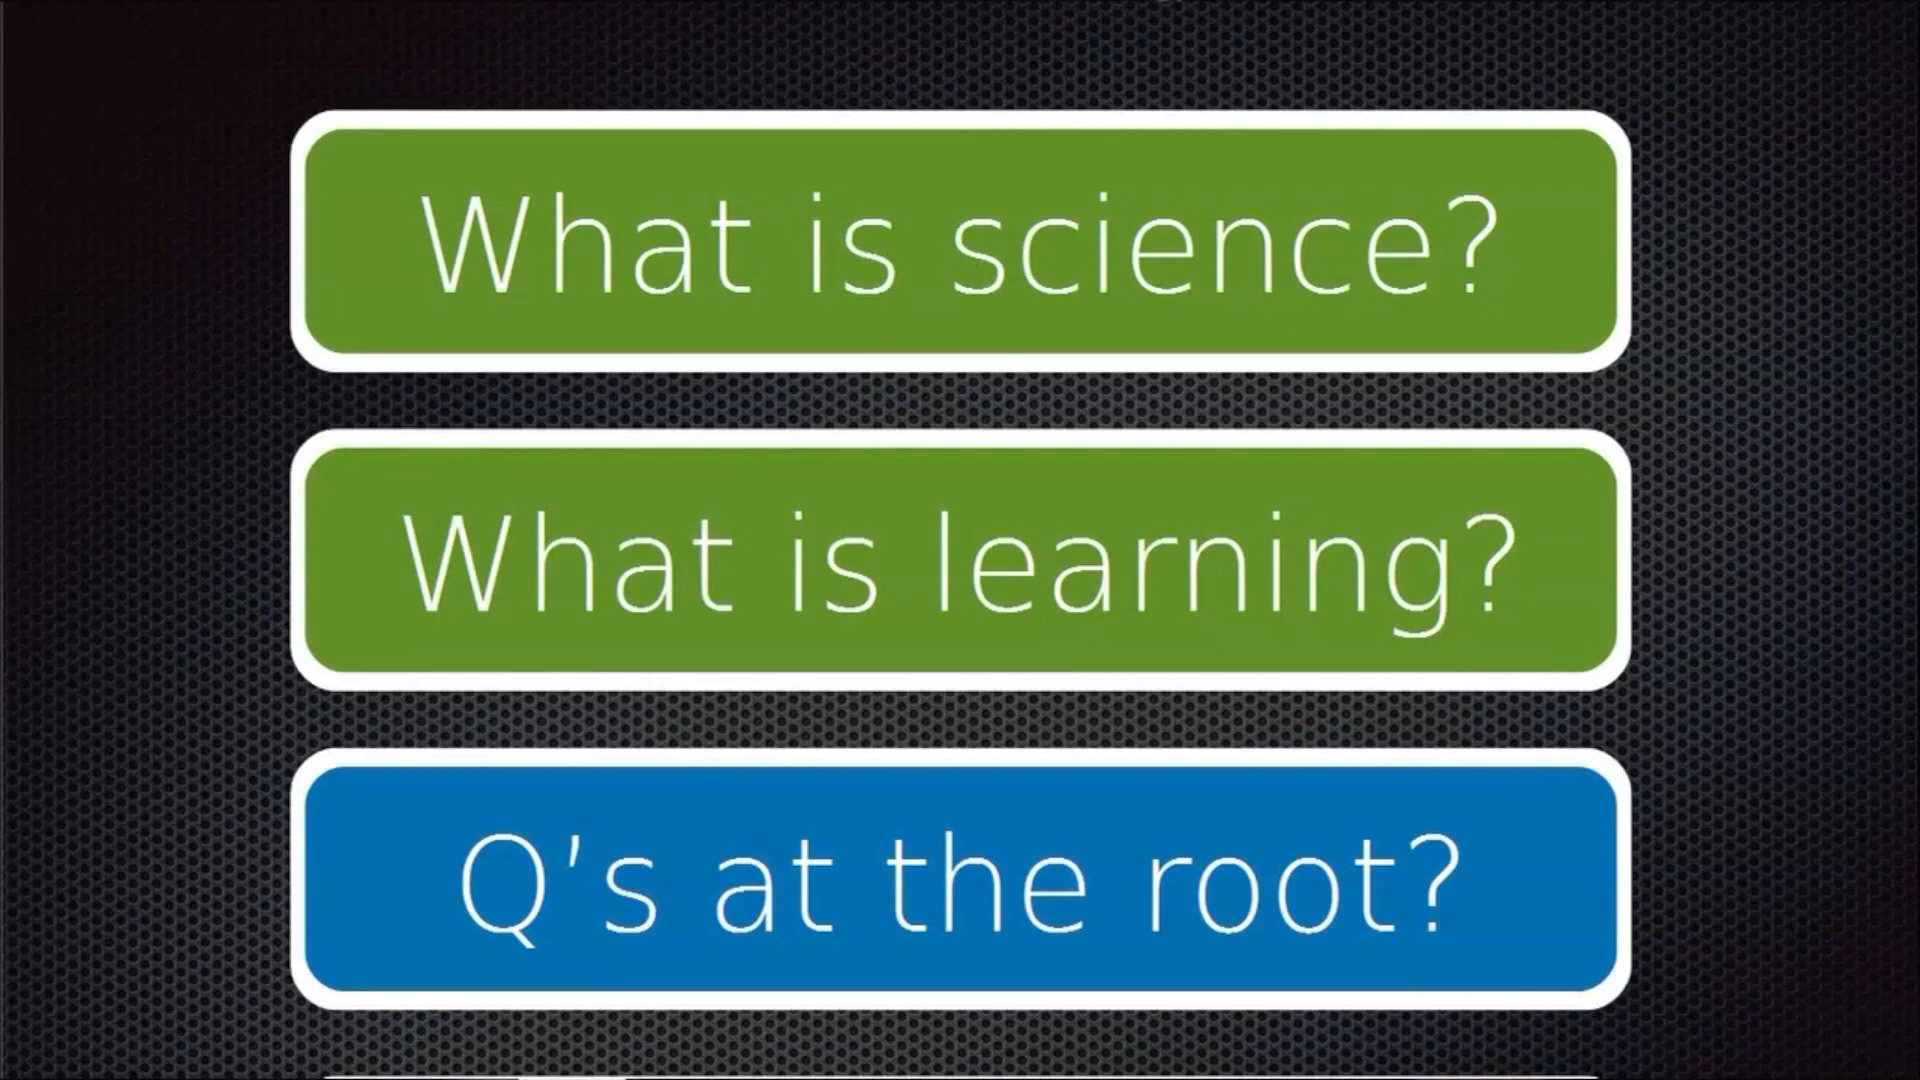 What is science?
What is learning?
Q's at the root?